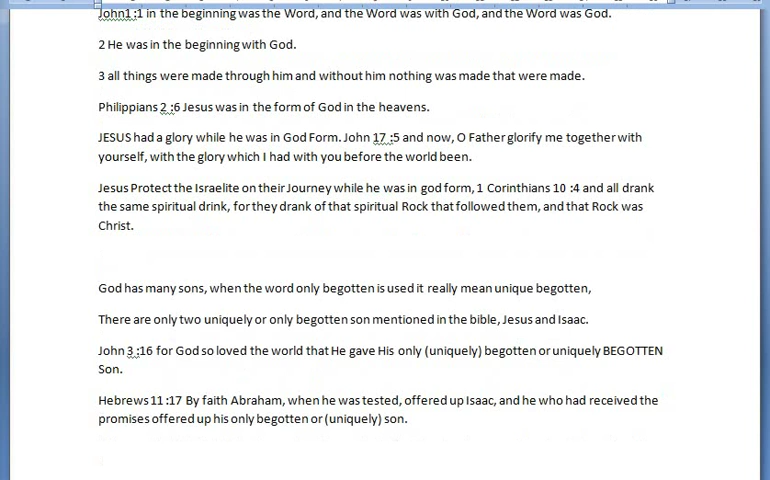 John1 :1 in the beginning was the Word, and the Word was with God, and the Word was God.
2 He was in the beginning with God.
3 all things were made through him and without him nothing was made that were made.
Philippians 2 :6 Jesus was in the form of God in the heavens.
JESUS had a glory while he was in God Form. John 17 :5 and now, O Father glorify me together with
yourself, with the glory which I had with you before the world been.
Jesus Protect the Israelite on their Journey while he was in god form, 1 Corinthians 10 :4 and all drank
the same spiritual drink, for they drank of that spiritual Rock that followed them, and that Rock was
Christ.
God has many sons, when the word only begotten is used it really mean unique begotten,
There are only two uniquely or only begotten son mentioned in the bible, Jesus and Isaac.
John 3 :16 for God so loved the world that He gave His only (uniquely) begotten or uniquely BEGOTTEN
Son.
Hebrews 11 :17 By faith Abraham, when he was tested, offered up Isaac, and he who had received the
promises offered up his only begotten or (uniquely) son.